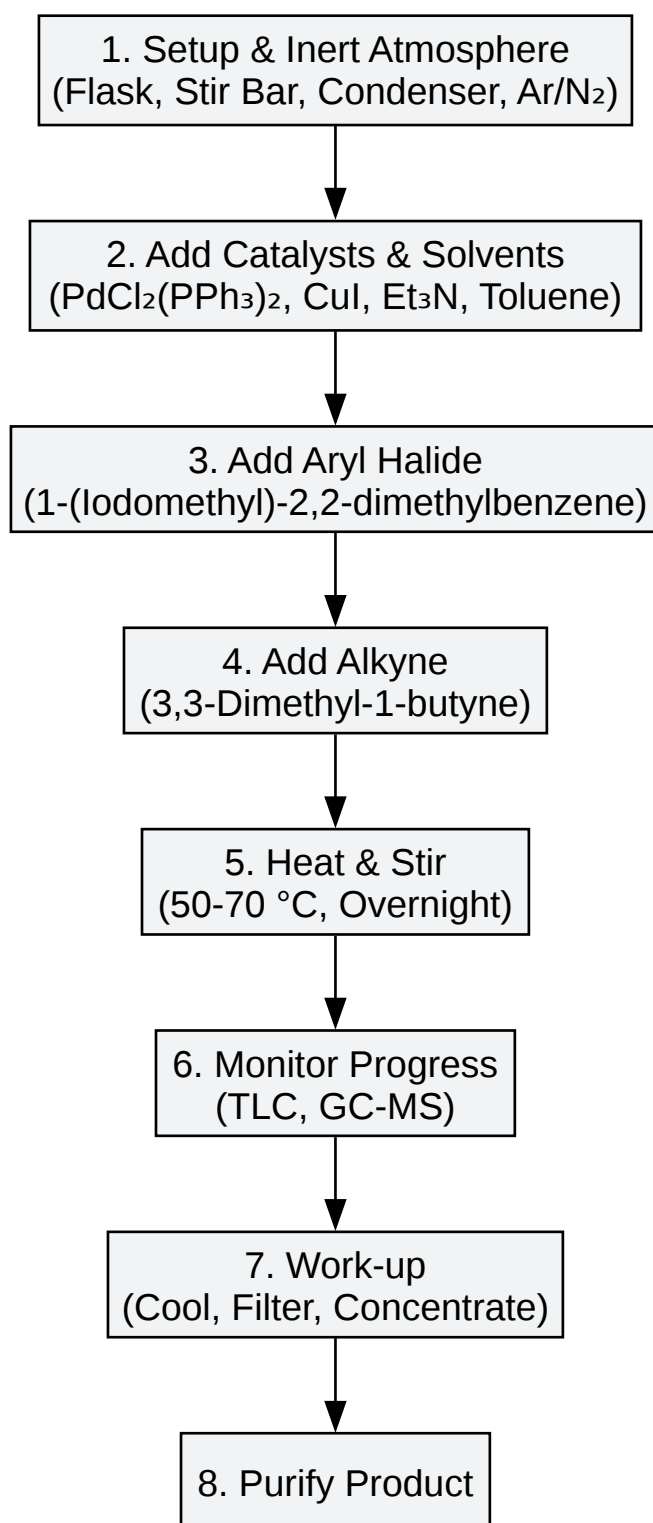 1. Setup & Inert Atmosphere
(Flask, Stir Bar, Condenser, Ar/N₂)
2. Add Catalysts & Solvents
(PdCl₂(PPh₃)₂, CuI, Et₃N, Toluene)
3. Add Aryl Halide
(1-(Iodomethyl)-2,2-dimethylbenzene)
4. Add Alkyne
(3,3-Dimethyl-1-butyne)
5. Heat & Stir
(50-70 °C, Overnight)
6. Monitor Progress
(TLC, GC-MS)
7. Work-up
(Cool, Filter, Concentrate)
8. Purify Product